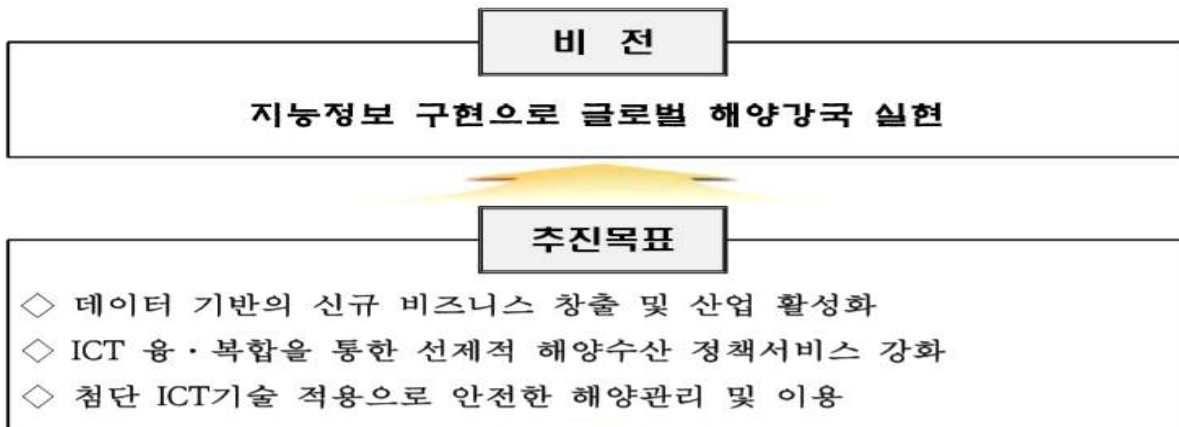 비 전
지능정보 구현으로 글로벌 해양강국 실현
추진목표
◇ 데이터 기반의 신규 비즈니스 창출 및 산업 활성화
◇ ICT 융·복합을 통한 선제적 해양수산 정책서비스 강화
◇ 첨단 ICT기술 적용으로 안전한 해양관리 및 이용